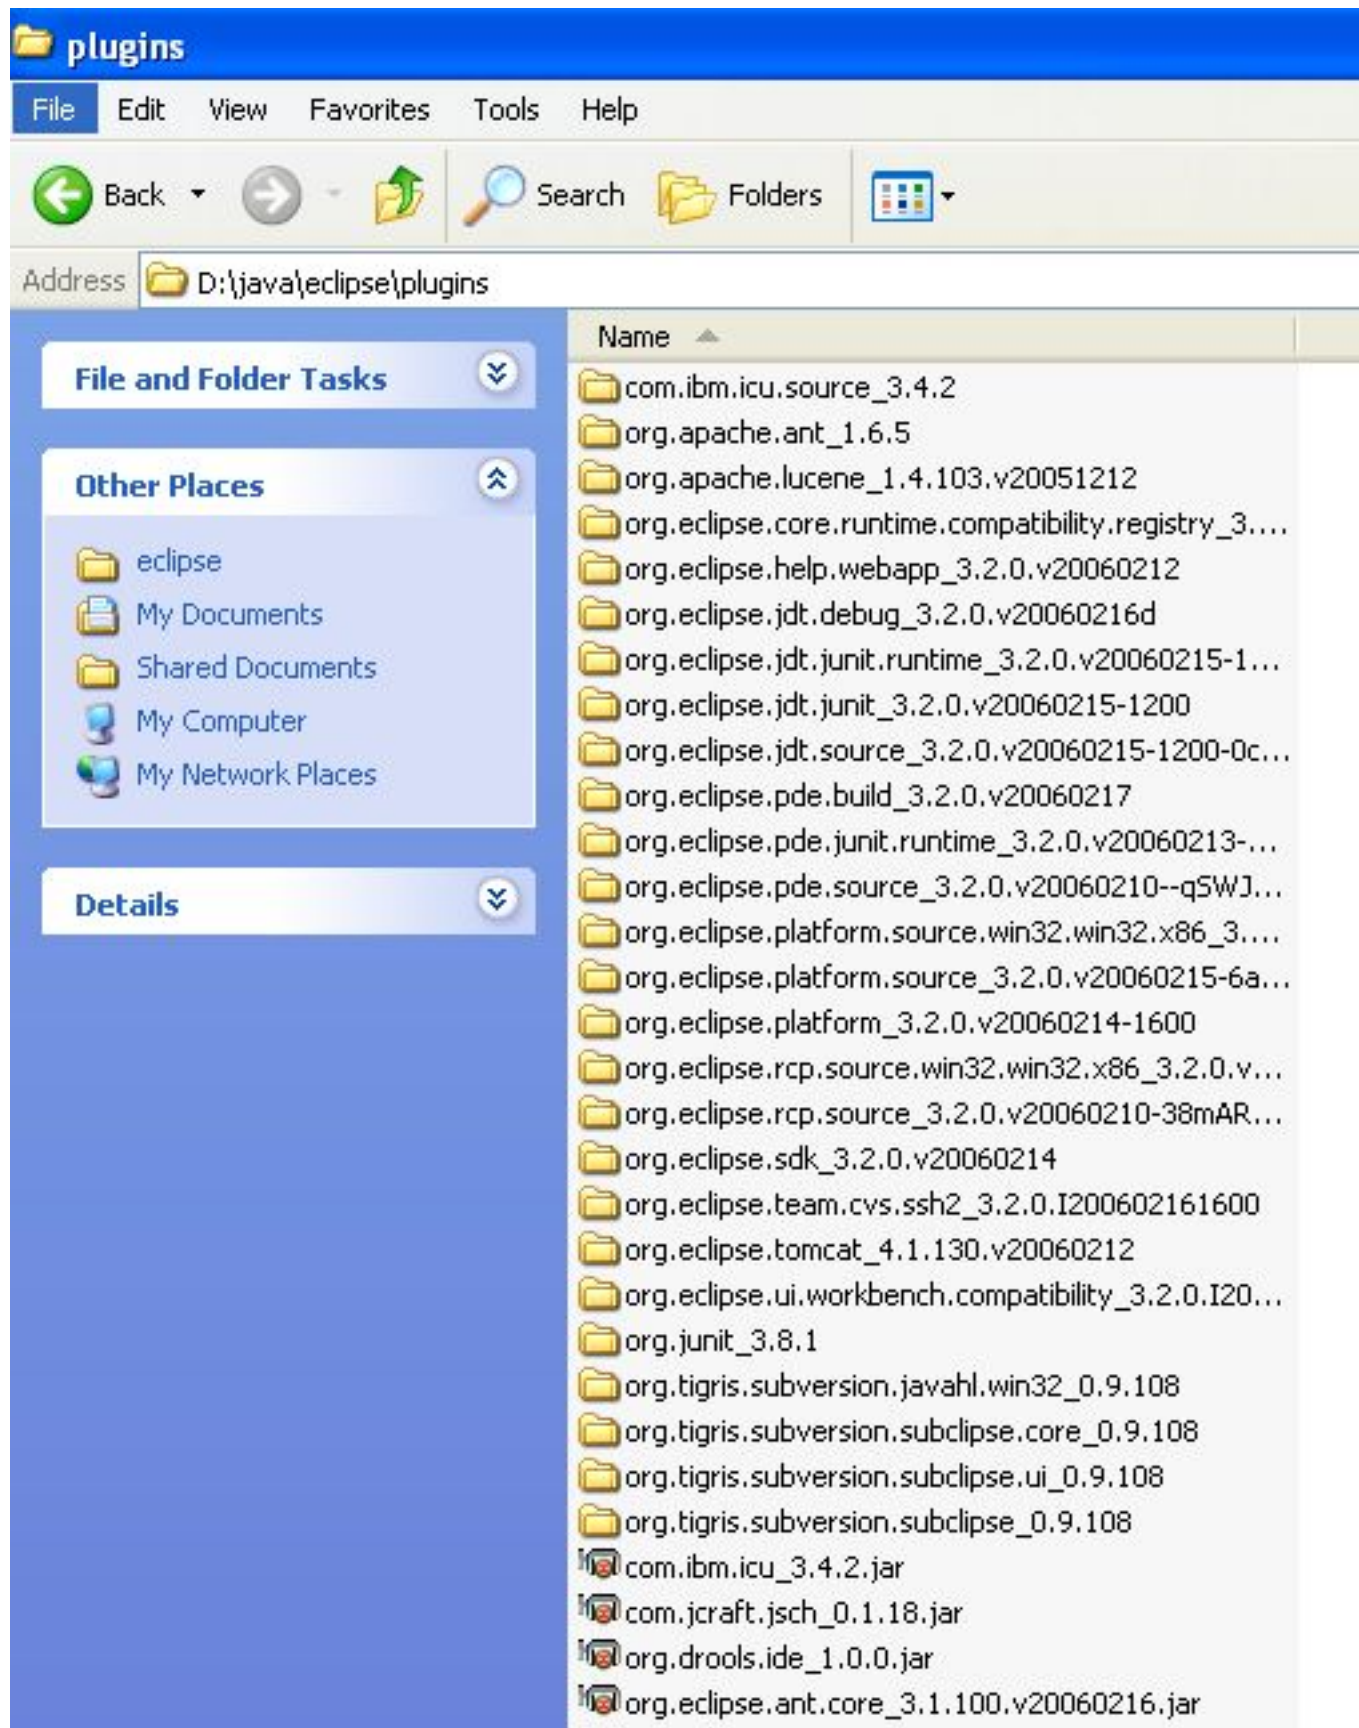 plugins
File Edit View Favorites Tools Help
Back Search Folders
Address D:\java\eclipse\plugins
Name
File and Folder Tasks
Other Places
eclipse
My Documents
Shared Documents
My Computer
My Network Places
Details
com.ibm.icu.source_3.4.2
org.apache.ant_1.6.5
org.apache.lucene_1.4.103.v20051212
org.eclipse.core.runtime.compatibility.registry_3....
org.eclipse.help.webapp_3.2.0.v20060212
org.eclipse.jdt.debug_3.2.0.v20060216d
org.eclipse.jdt.junit.runtime_3.2.0.v20060215-1...
org.eclipse.jdt.junit_3.2.0.v20060215-1200
org.eclipse.jdt.source_3.2.0.v20060215-1200-0c...
org.eclipse.pde.build_3.2.0.v20060217
org.eclipse.pde.junit.runtime_3.2.0.v20060213-...
org.eclipse.pde.source_3.2.0.v20060210--qSWJ...
org.eclipse.platform.source.win32.win32.x86_3....
org.eclipse.platform.source_3.2.0.v20060215-6a...
org.eclipse.platform_3.2.0.v20060214-1600
org.eclipse.rcp.source.win32.win32.x86_3.2.0.v...
org.eclipse.rcp.source_3.2.0.v20060210-38mAR...
org.eclipse.sdk_3.2.0.v20060214
org.eclipse.team.cvs.ssh2_3.2.0.I200602161600
org.eclipse.tomcat_4.1.130.v20060212
org.eclipse.ui.workbench.compatibility_3.2.0.I20...
org.junit_3.8.1
org.tigris.subversion.javahl.win32_0.9.108
org.tigris.subversion.subclipse.core_0.9.108
org.tigris.subversion.subclipse.ui_0.9.108
org.tigris.subversion.subclipse_0.9.108
com.ibm.icu_3.4.2.jar
com.jcraft.jsch_0.1.18.jar
org.drools.ide_1.0.0.jar
org.eclipse.ant.core_3.1.100.v20060216.jar